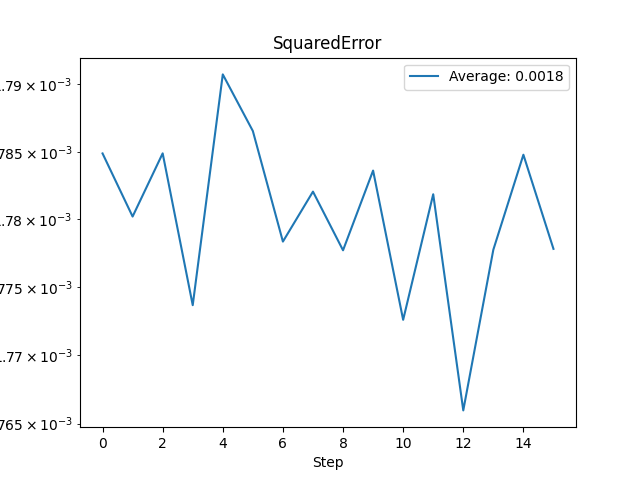 SquaredError
Average: 0.0018
.79 × 10⁻³
785 × 10⁻³
.78 × 10⁻³
775 × 10⁻³
1.77 × 10⁻³
765 × 10⁻³
0 2 4 6 8 10 12 14
Step